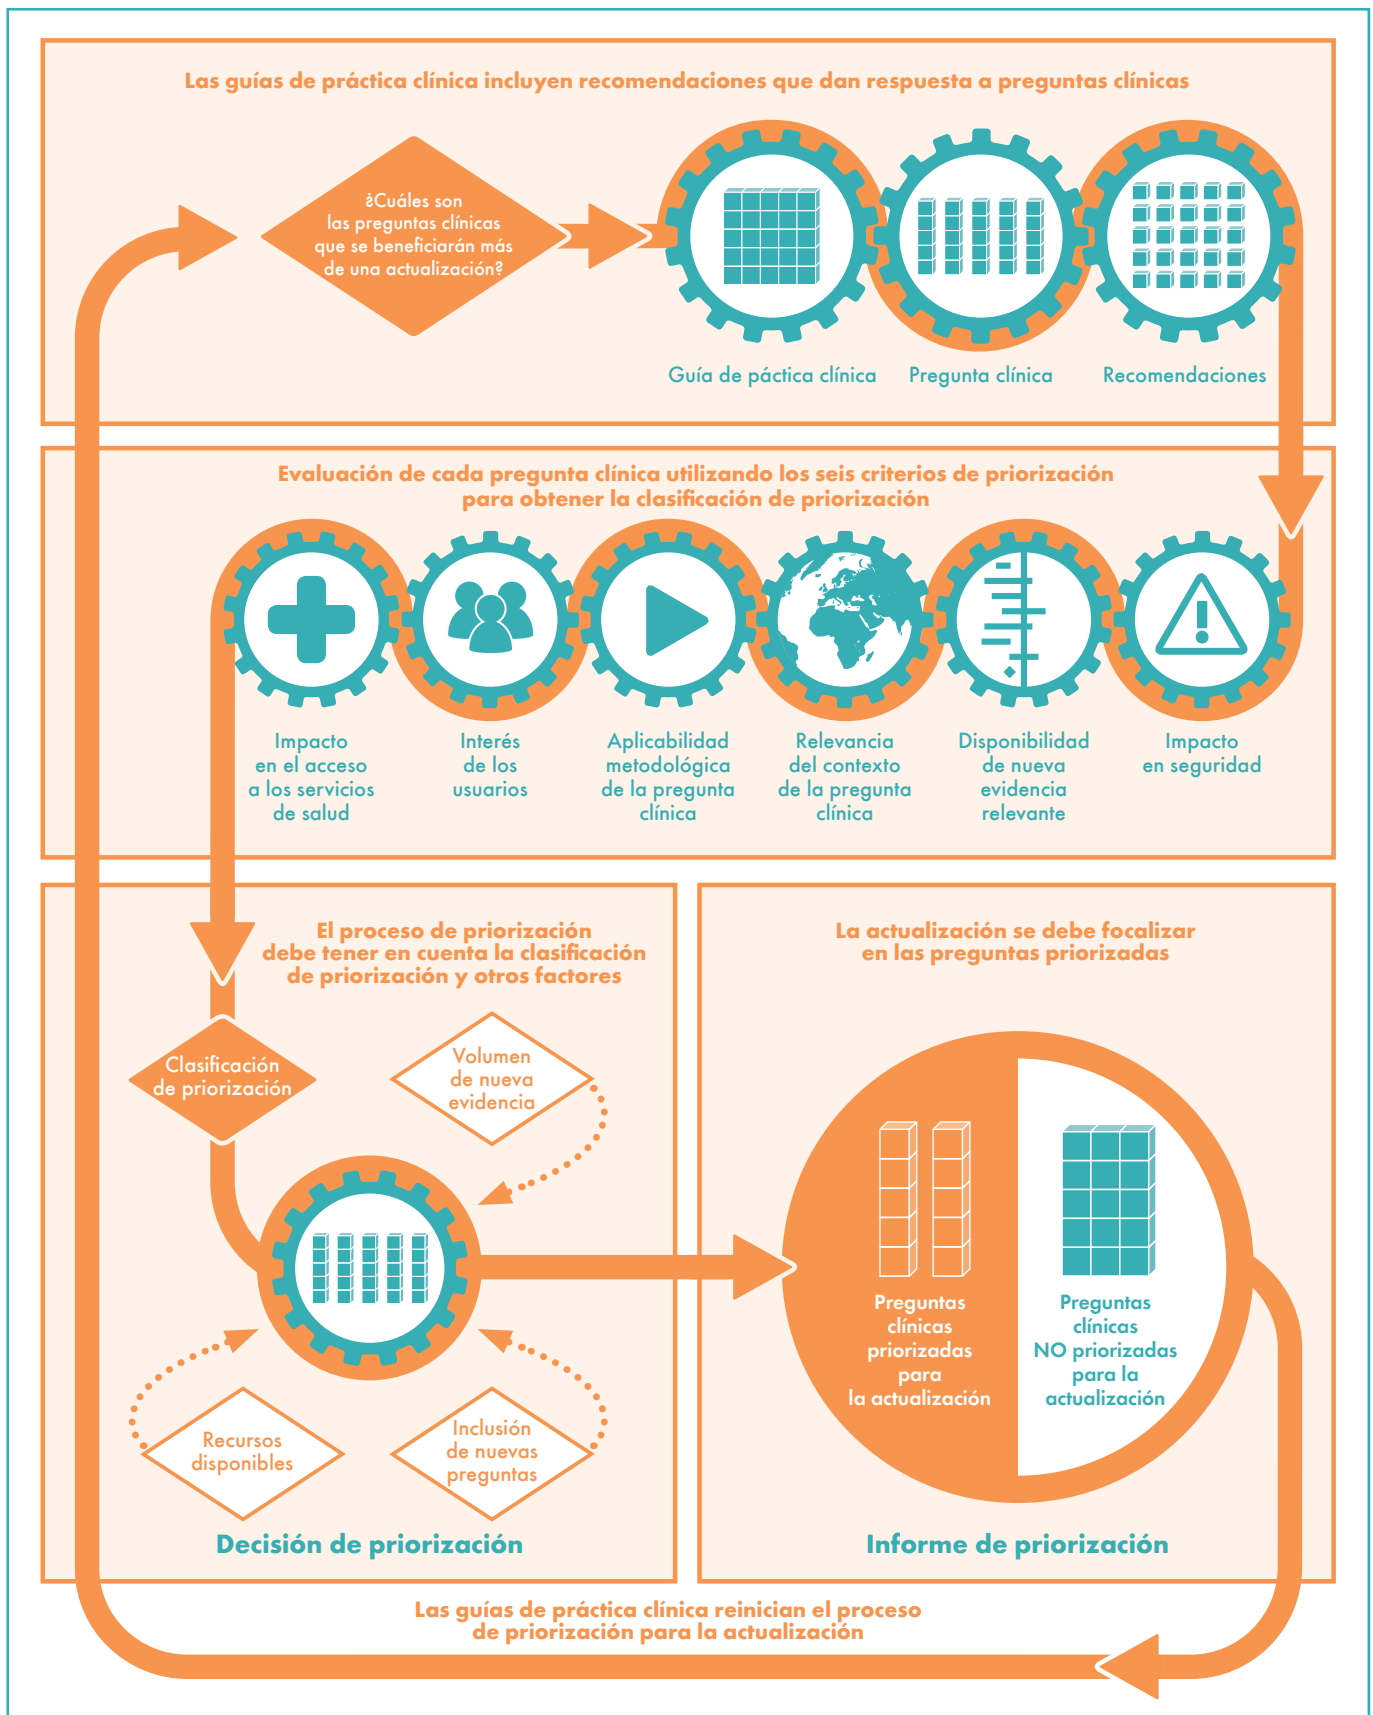 Las guías de práctica clínica incluyen recomendaciones que dan respuesta a preguntas clínicas
¿Cuáles son
las preguntas clínicas
que se beneficiarán más
de una actualización?
Guía de páctica clínica
Pregunta clínica
Recomendaciones
Evaluación de cada pregunta clínica utilizando los seis criterios de priorización
para obtener la clasificación de priorización
Impacto
en el acceso
a los servicios
de salud
Interés
de los
usuarios
Aplicabilidad
metodológica
de la pregunta
clínica
Relevancia
del contexto
de la pregunta
clínica
Disponibilidad
de nueva
evidencia
relevante
Impacto
en seguridad
El proceso de priorización
debe tener en cuenta la clasificación
de priorización y otros factores
Clasificación
de priorización
Volumen
de nueva
evidencia
Recursos
disponibles
Inclusión
de nuevas
preguntas
Decisión de priorización
La actualización se debe focalizar
en las preguntas priorizadas
Preguntas
clínicas
priorizadas
para
la actualización
Preguntas
clínicas
NO priorizadas
para la
actualización
Informe de priorización
Las guías de práctica clínica reinician el proceso
de priorización para la actualización